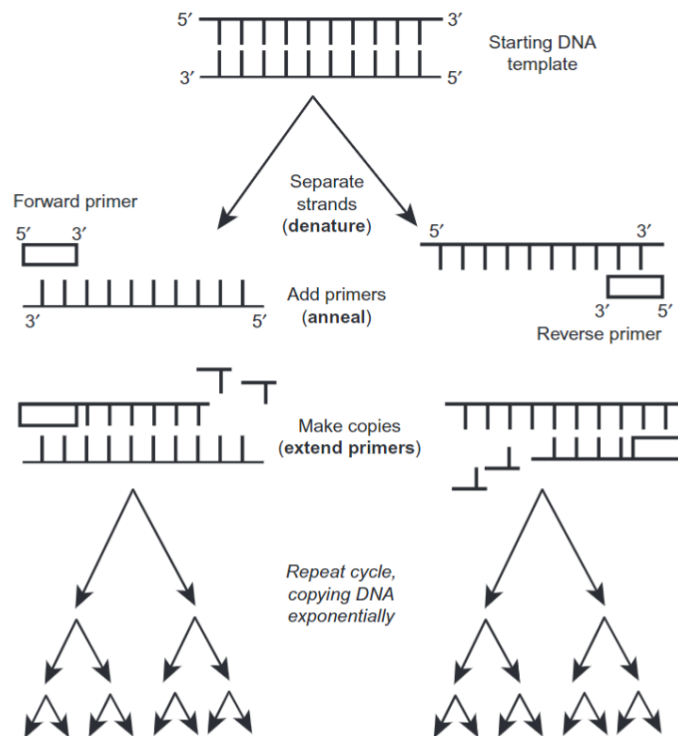 5′ 3′
Starting DNA
template
3′ 5′
Separate
strands
(denature)
Forward primer
5′ 3′
5′ 3′
Add primers
(anneal)
3′ 5′
3′ 5′
Reverse primer
Make copies
(extend primers)
Repeat cycle,
copying DNA
exponentially